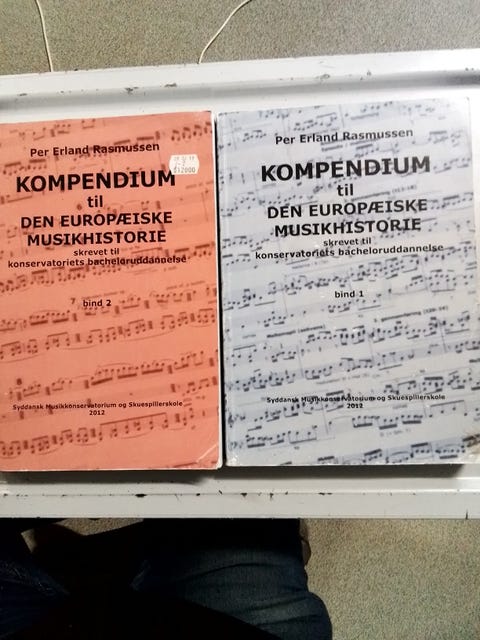 Per Erland Rasmussen
KOMPENDIUM
til
DEN EUROPÆISKE
MUSIKHISTORIE
skrevet til
konservatoriets bacheloruddannelse
bind 2
Syddansk Musikkonservatorium og Skuespillerskole
2012
Per Erland Rasmussen
KOMPENDIUM
til
DEN EUROPÆISKE
MUSIKHISTORIE
skrevet til
konservatoriets bacheloruddannelse
bind 1
Syddansk Musikkonservatorium og Skuespillerskole
2012